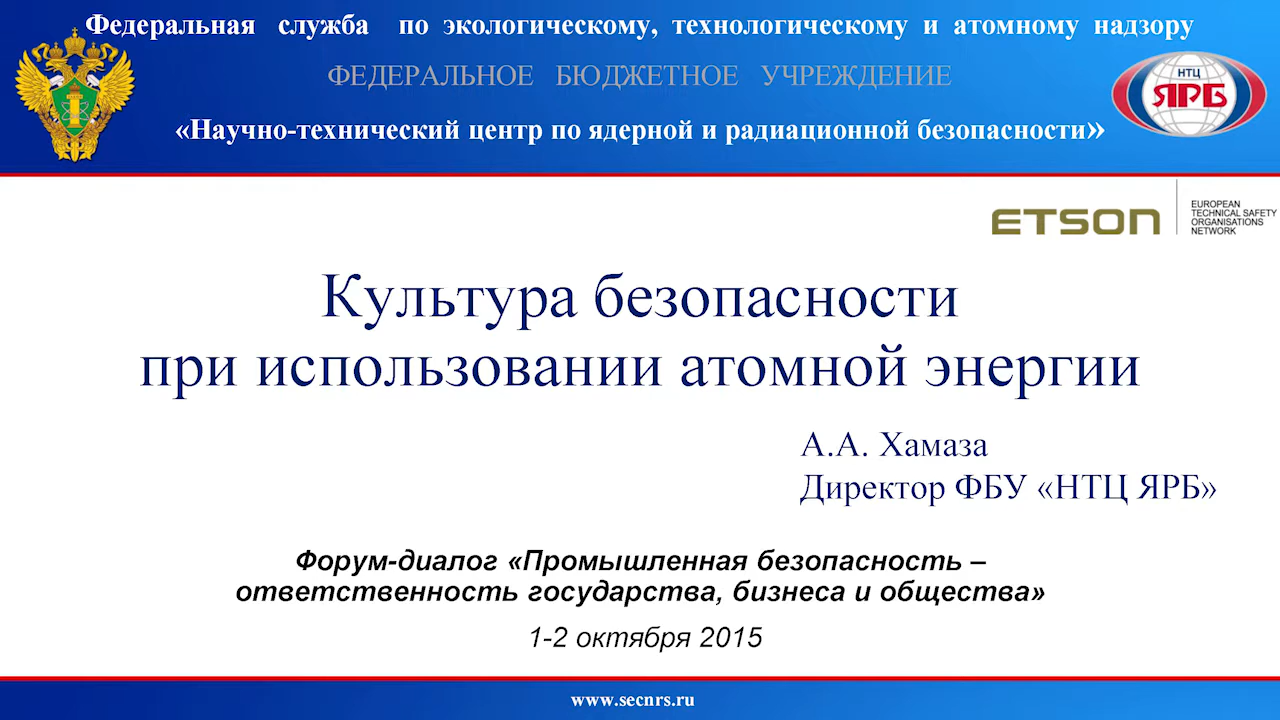 Федеральная служба по экологическому, технологическому и атомному надзору
ФЕДЕРАЛЬНОЕ БЮДЖЕТНОЕ УЧРЕЖДЕНИЕ
«Научно-технический центр по ядерной и радиационной безопасности»
НТЦ
ЯРБ
ETSON
EUROPEAN
TECHNICAL SAFETY
ORGANISATIONS
NETWORK
Культура безопасности
при использовании атомной энергии
А.А. Хамаза
Директор ФБУ «НТЦ ЯРБ»
Форум-диалог «Промышленная безопасность –
ответственность государства, бизнеса и общества»
1-2 октября 2015
www.secnrs.ru